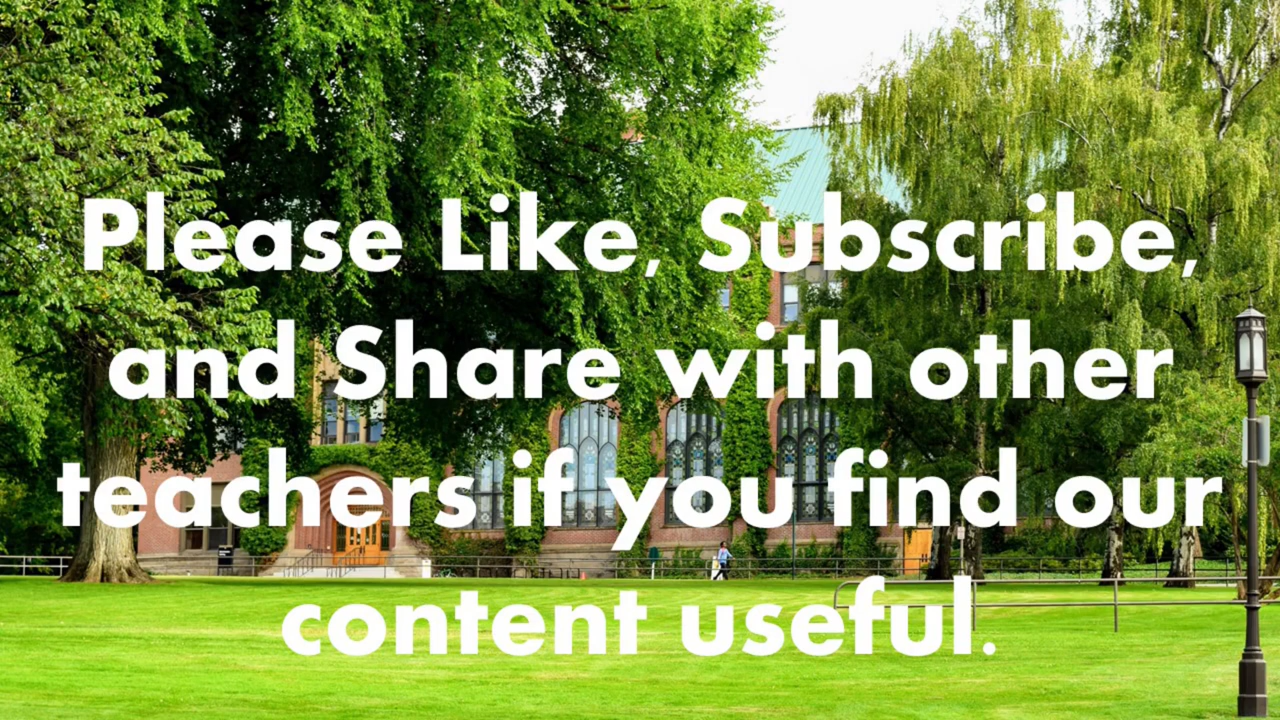 Please Like, Subscribe,
and Share with other
teachers if you find our
content useful.